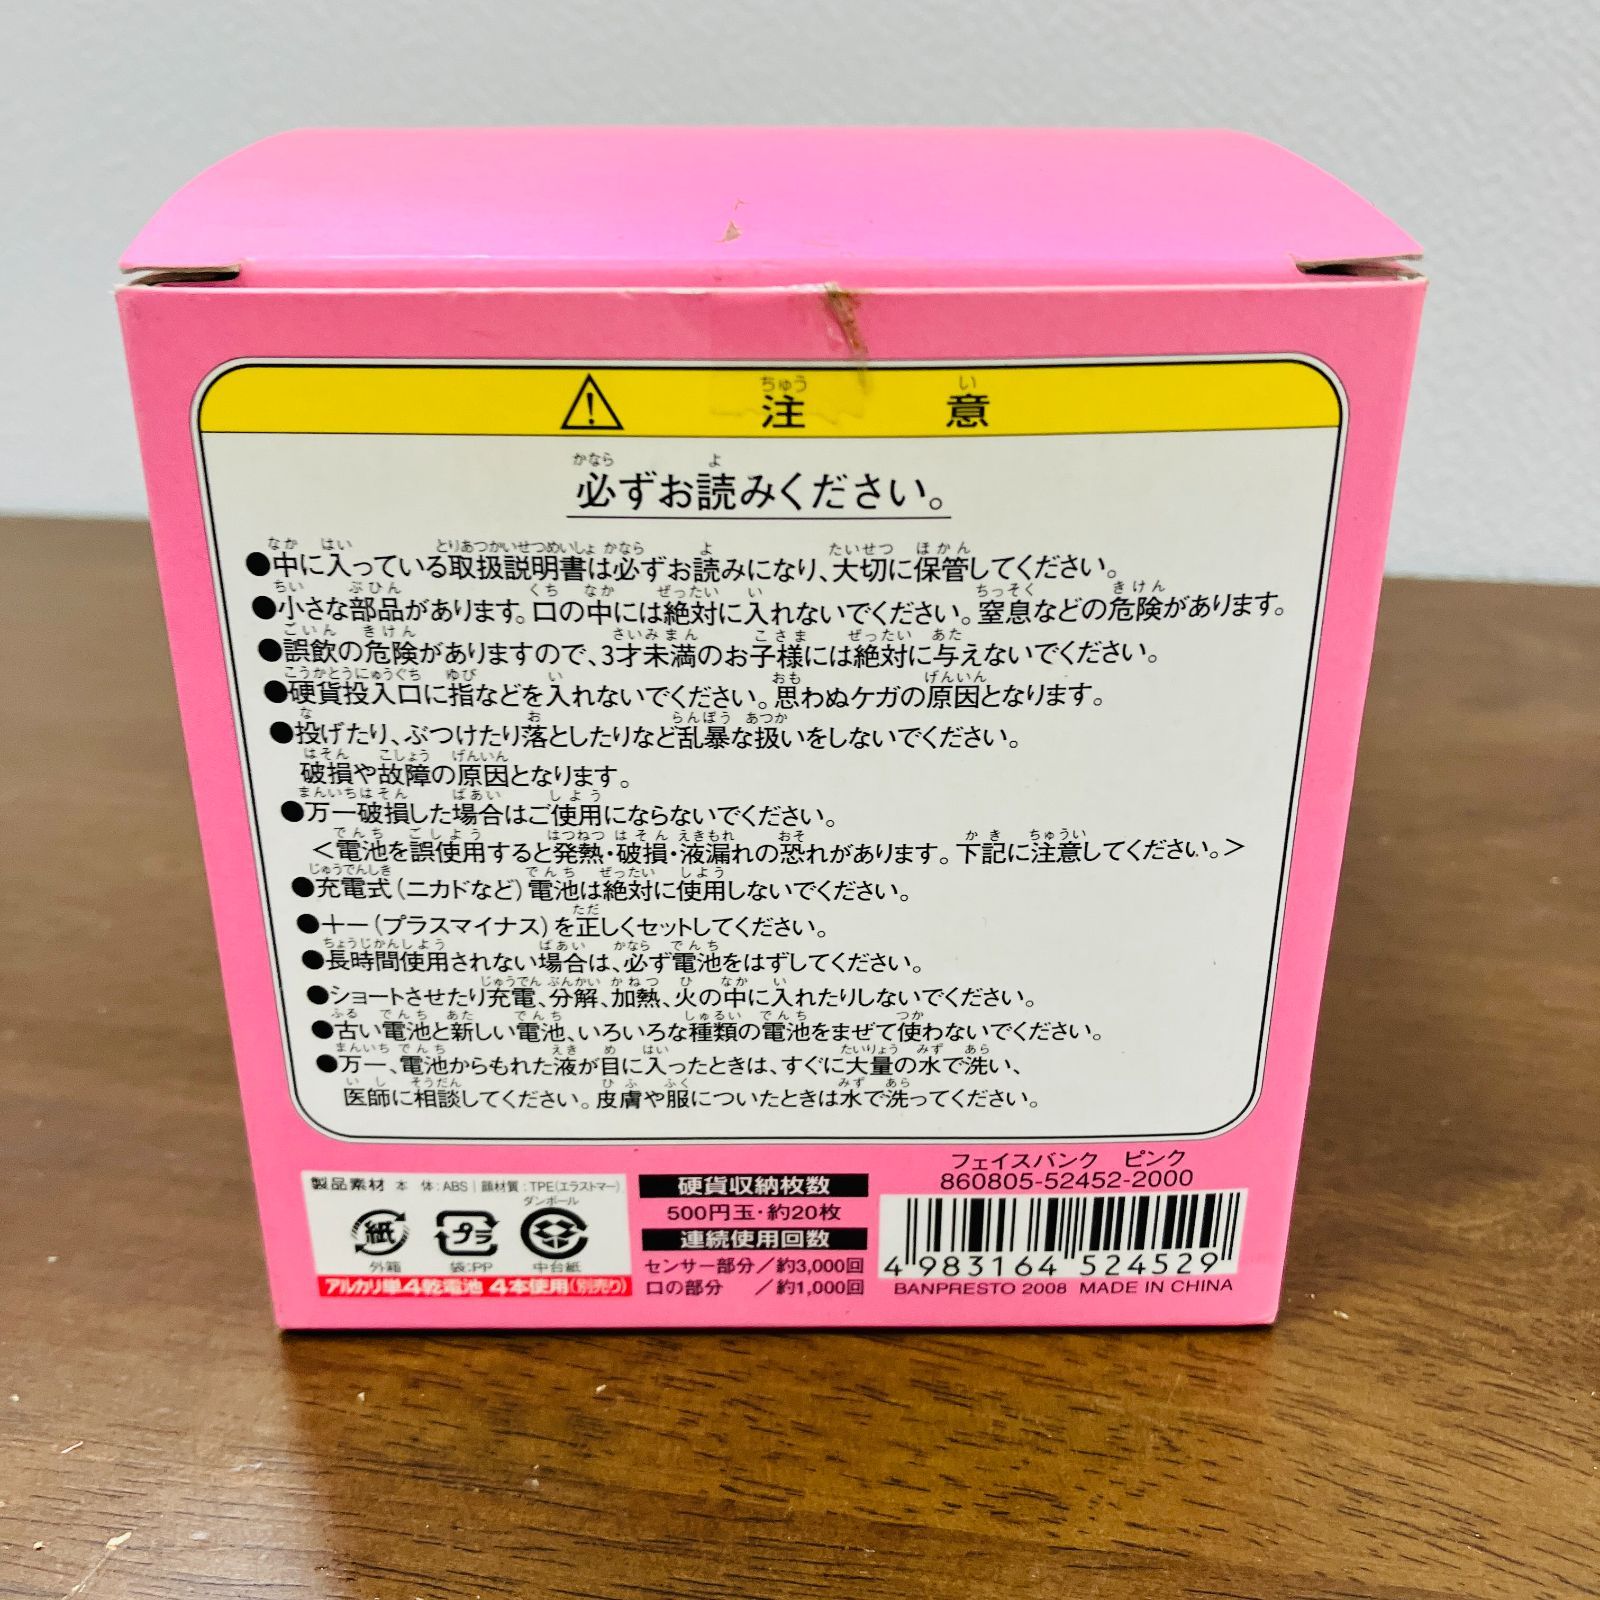 注意
必ずお読みください。
●中に入っている取扱説明書は必ずお読みになり、大切に保管してください。
●小さな部品があります。口の中には絶対に入れないでください。窒息などの危険があります。
●誤飲の危険がありますので、3才未満のお子様には絶対に与えないでください。
●硬貨投入口に指などを入れないでください。思わぬケガの原因となります。
●投げたり、ぶつけたり落としたりなど乱暴な扱いをしないでください。
破損や故障の原因となります。
●万一破損した場合はご使用にならないでください。
<電池を誤使用すると発熱・破損・液漏れの恐れがあります。下記に注意してください。>
●充電式(ニカドなど)電池は絶対に使用しないでください。
●+−(プラスマイナス)を正しくセットしてください。
●長時間使用されない場合は、必ず電池をはずしてください。
●ショートさせたり充電、分解、加熱、火の中に入れたりしないでください。
●古い電池と新しい電池、いろいろな種類の電池をまぜて使わないでください。
●万一、電池からもれた液が目に入ったときは、すぐに大量の水で洗い、
医師に相談してください。皮膚や服についたときは水で洗ってください。
製品素材 本 体:ABS | 顔材質:TPE(エラストマー)
ダンボール
紙 プラ
外箱 袋:PP 中台紙
アルカリ単4乾電池 4本使用(別売り)
硬貨収納枚数
500円玉・約20枚
連続使用回数
センサー部分/約3,000回
口の部分 /約1,000回
フェイスバンク ピンク
860805-52452-2000
4 983164 524529
BANPRESTO 2008 MADE IN CHINA